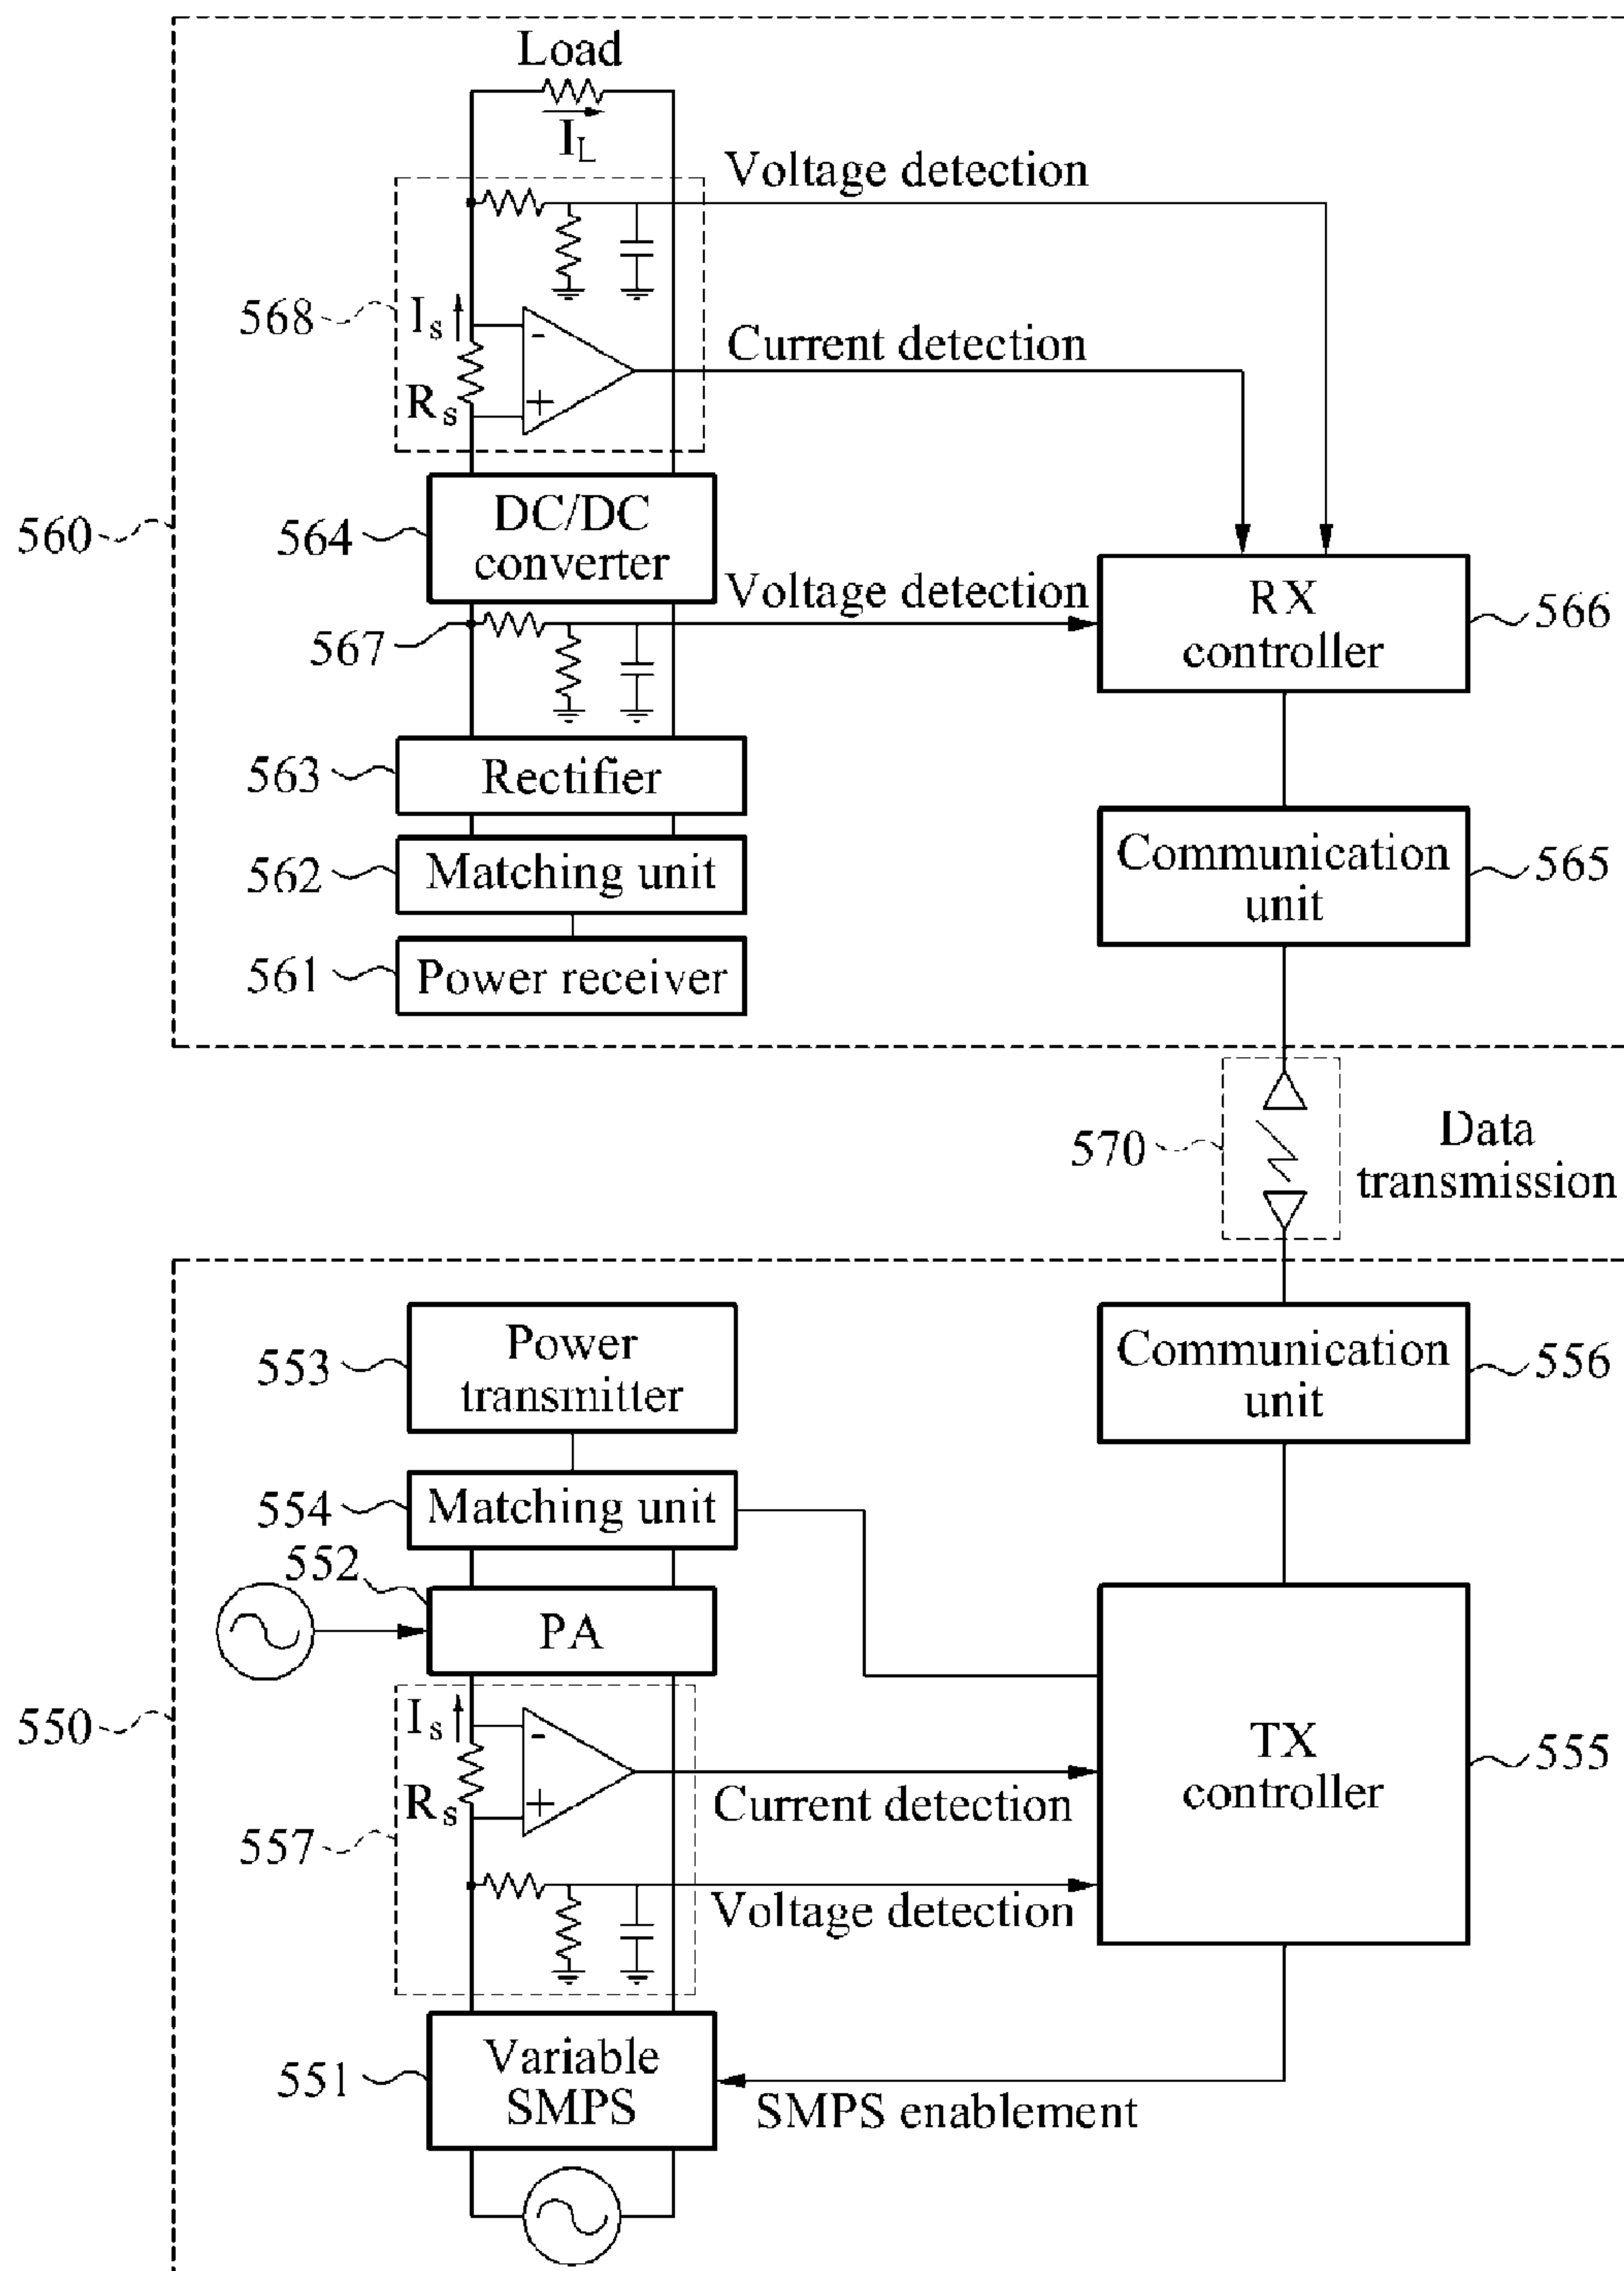 Load
I_L
Voltage detection
568
I_s
Current detection
R_s
560
564
DC/DC
converter
Voltage detection
567
RX
controller
566
563
Rectifier
562
Matching unit
Communication
unit
565
561
Power receiver
570
Data
transmission
553
Power
transmitter
Communication
unit
556
554
Matching unit
552
PA
550
I_s
R_s
Current detection
TX
controller
555
557
Voltage detection
551
Variable
SMPS
SMPS enablement